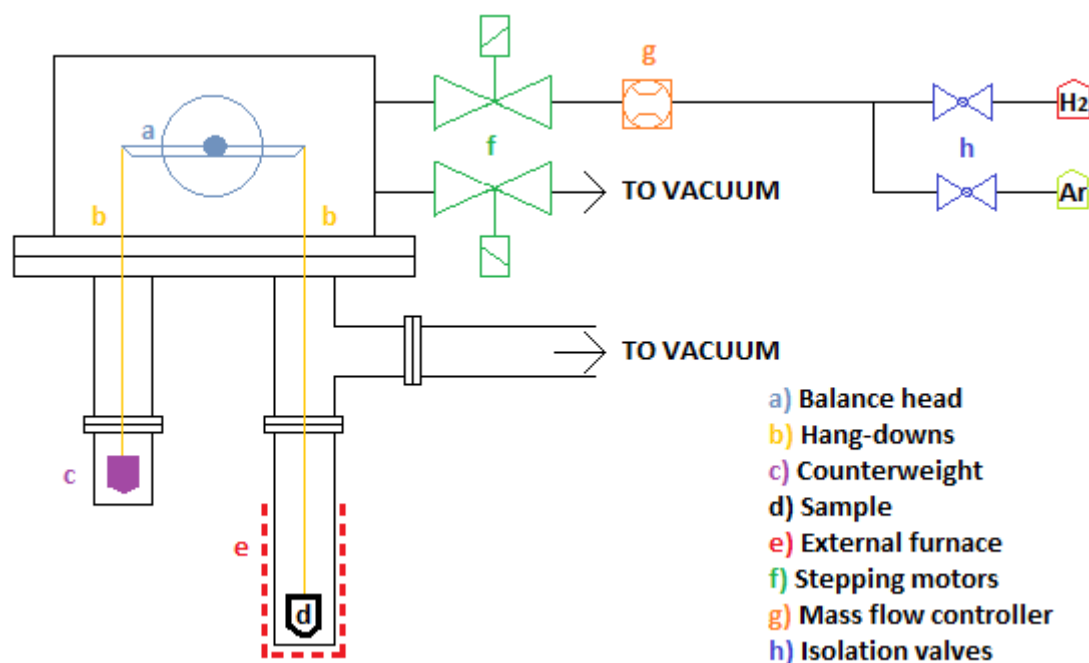 g
H2
a
f
h
TO VACUUM
Ar
b
b
TO VACUUM
a) Balance head
b) Hang-downs
c) Counterweight
c
d) Sample
e
e) External furnace
f) Stepping motors
d
g) Mass flow controller
h) Isolation valves